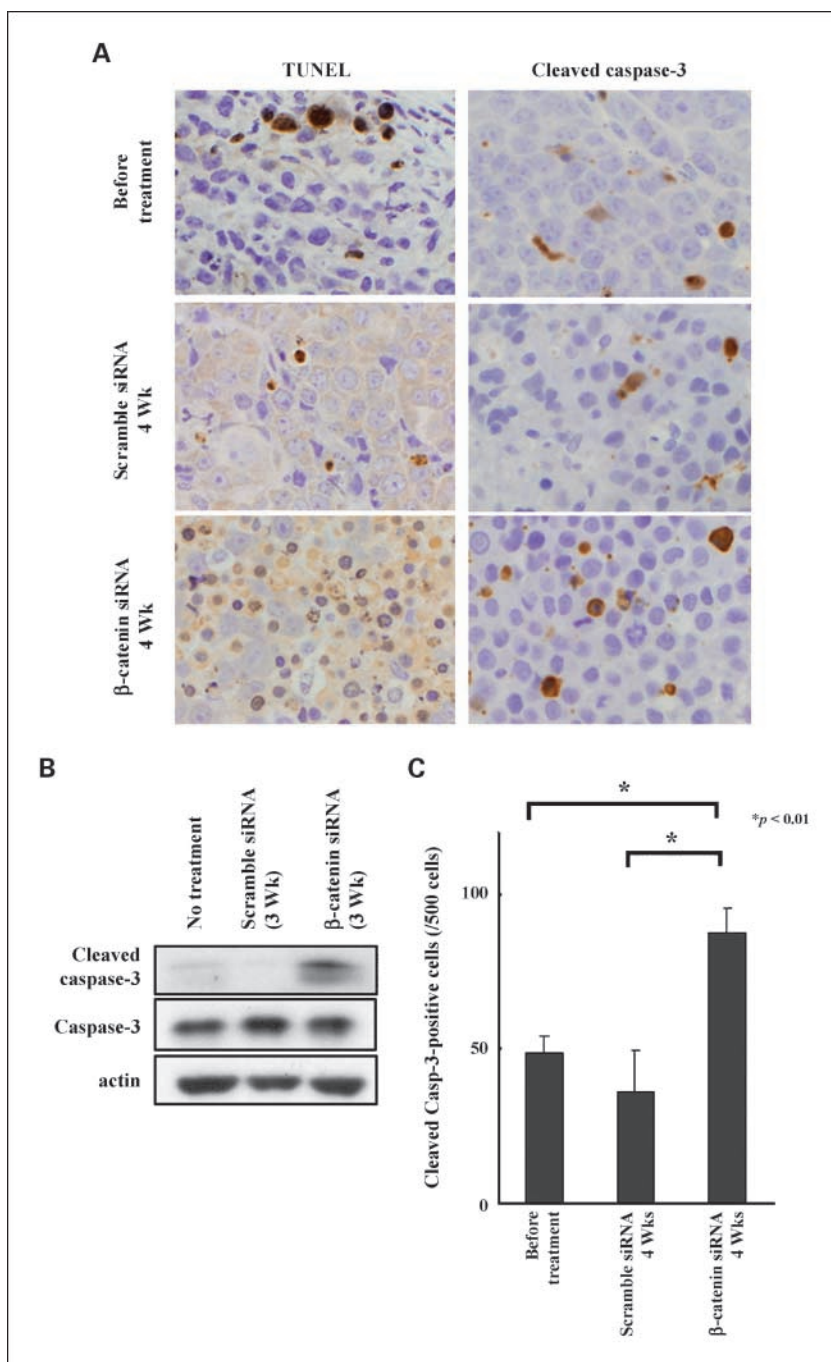 A
TUNEL
Cleaved caspase-3
Before
treatment
Scramble siRNA
4 Wk
β-catenin siRNA
4 Wk
B
No treatment
Scramble siRNA
(3 Wk)
β-catenin siRNA
(3 Wk)
Cleaved
caspase-3
Caspase-3
actin
C
*
*p < 0.01
*
Cleaved Casp-3-positive cells (/500 cells)
100
50
0
Before
treatment
Scramble siRNA
4 Wks
β-catenin siRNA
4 Wks